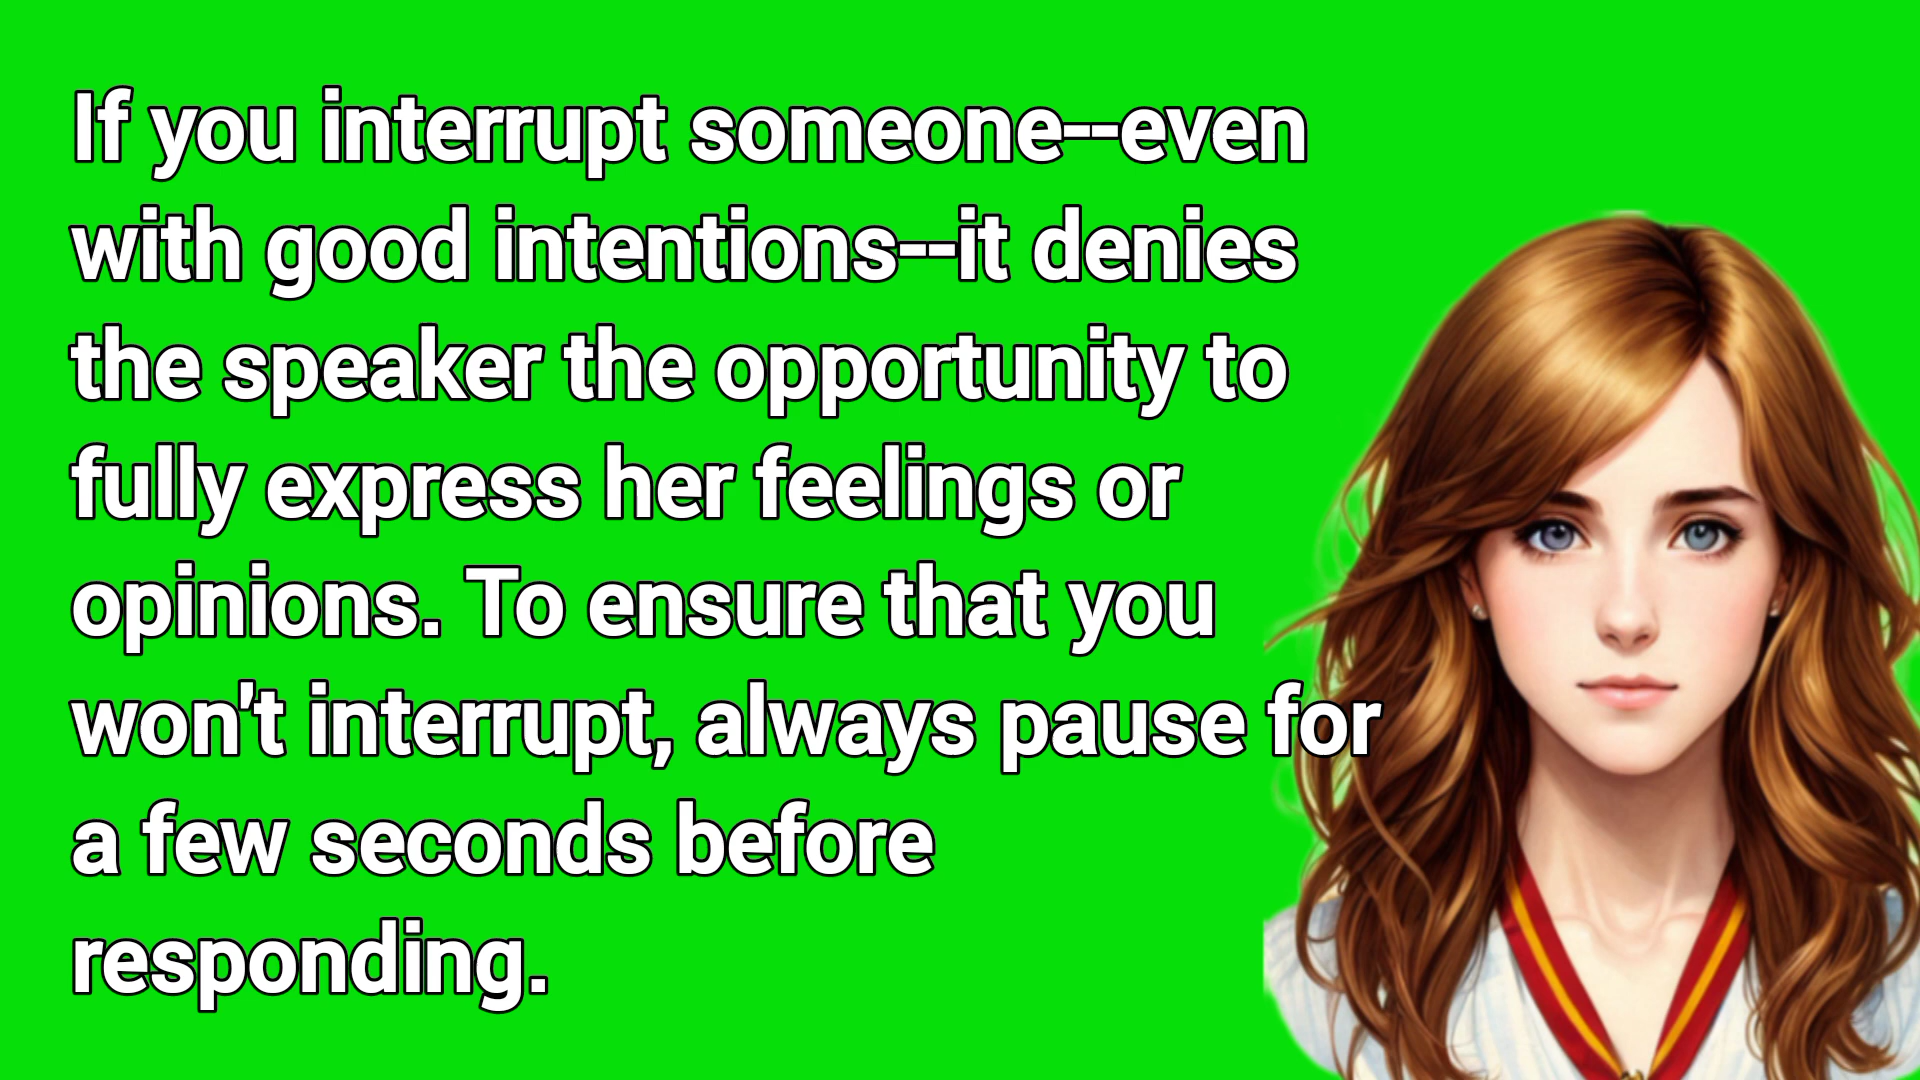 If you interrupt someone--even
with good intentions--it denies
the speaker the opportunity to
fully express her feelings or
opinions. To ensure that you
won't interrupt, always pause for
a few seconds before
responding.